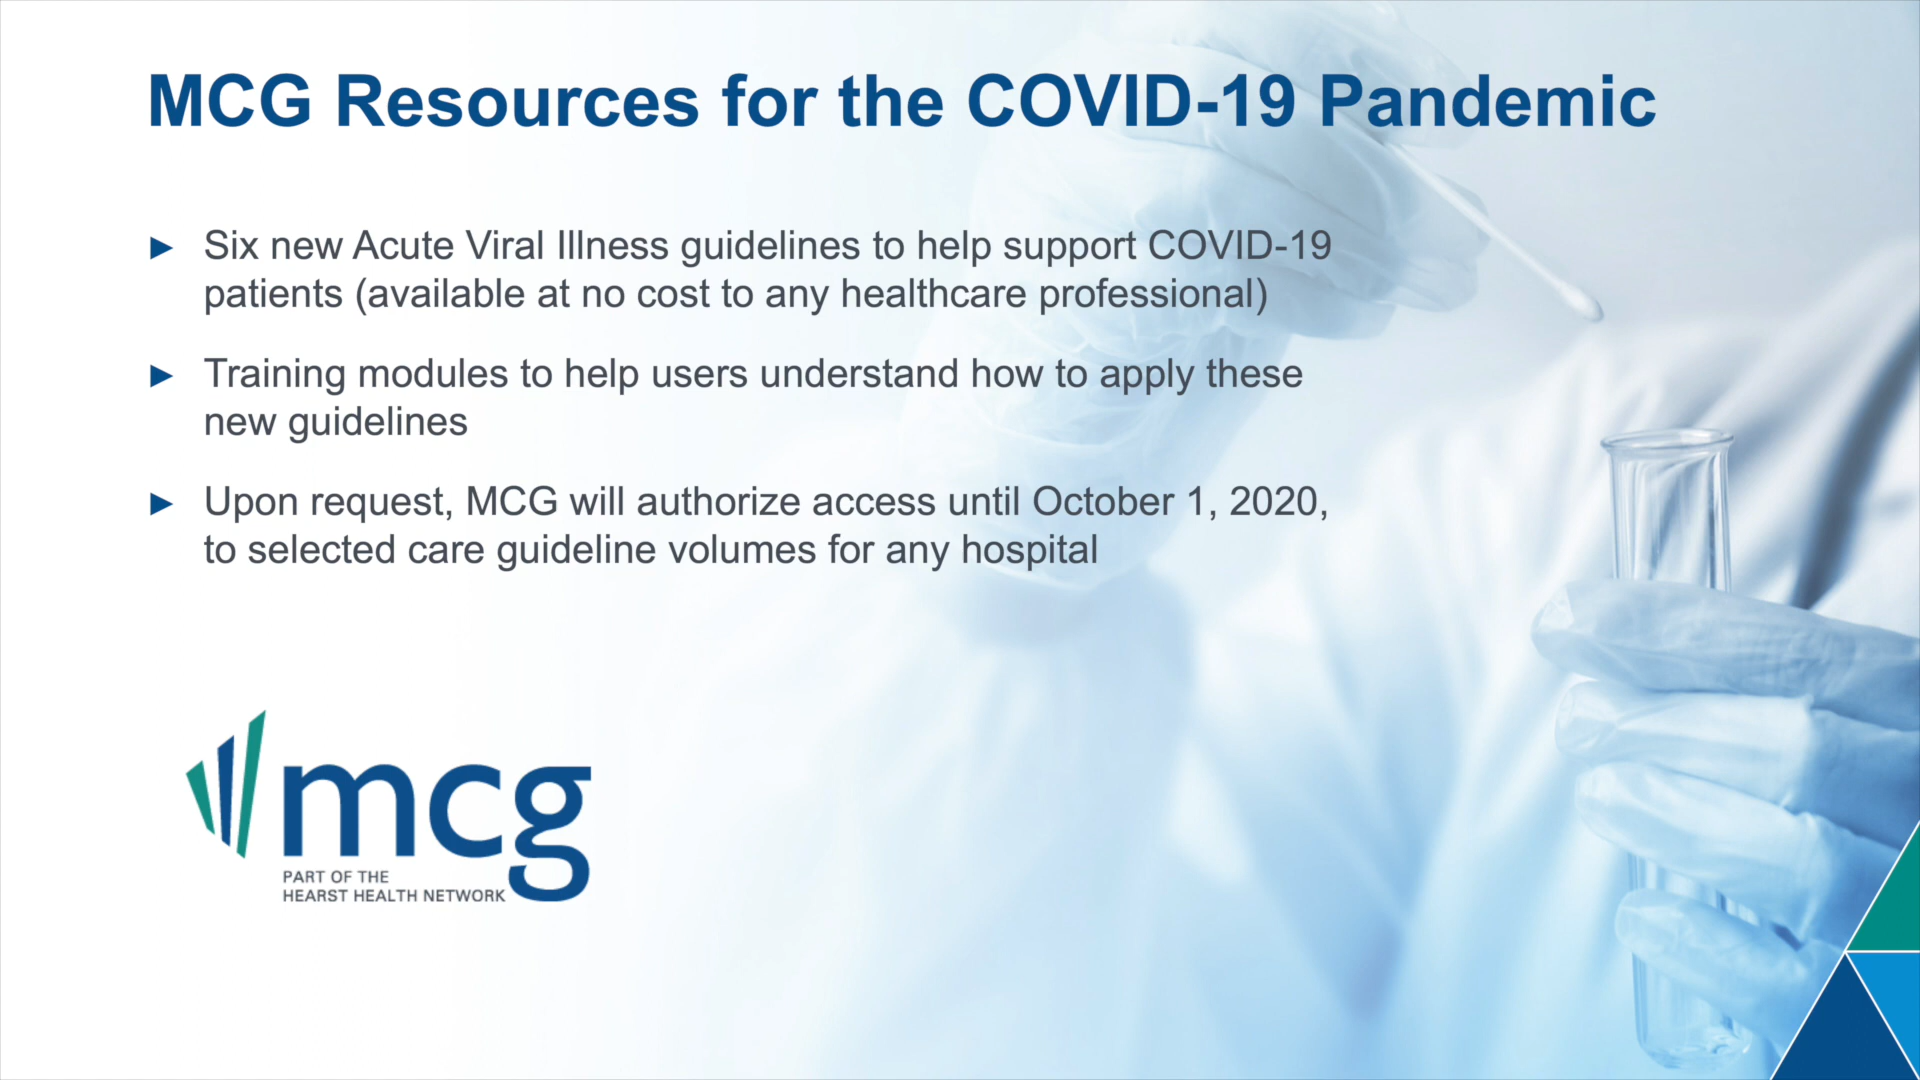 MCG Resources for the COVID-19 Pandemic
► Six new Acute Viral Illness guidelines to help support COVID-19
patients (available at no cost to any healthcare professional)
► Training modules to help users understand how to apply these
new guidelines
► Upon request, MCG will authorize access until October 1, 2020,
to selected care guideline volumes for any hospital
mcg
PART OF THE
HEARST HEALTH NETWORK